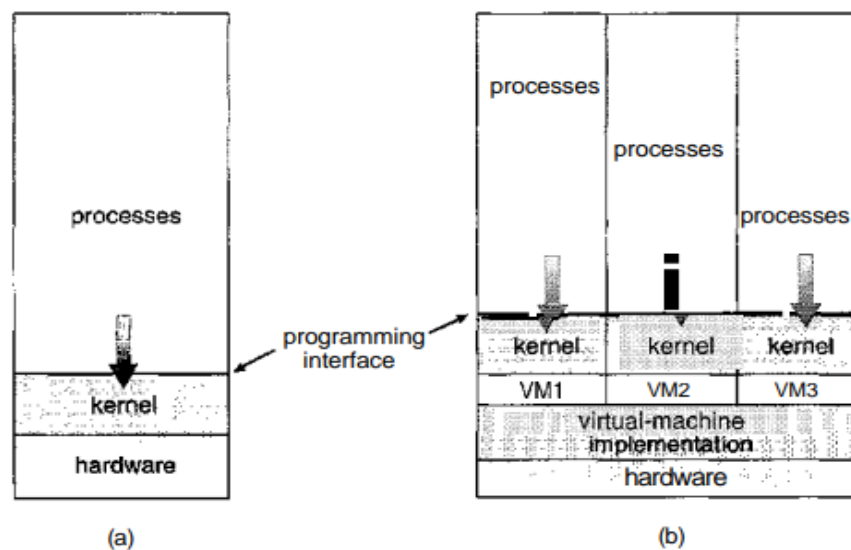 processes
kernel
hardware
(a)
programming
interface
processes
processes
processes
kernel
kernel
kernel
VM1
VM2
VM3
virtual-machine
implementation
hardware
(b)